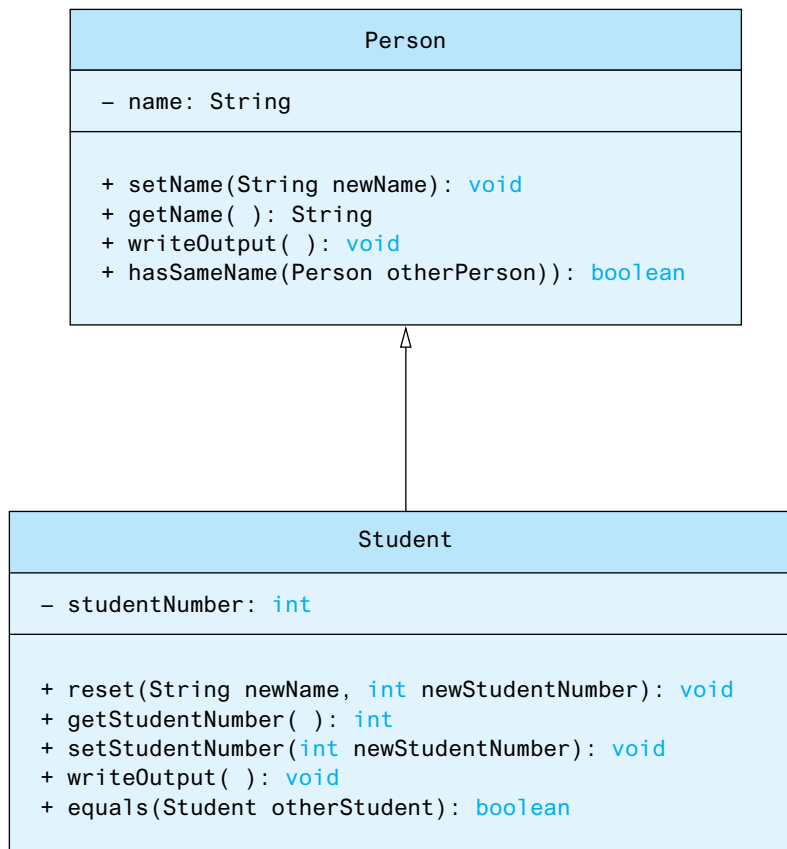 Person
– name: String
+ setName(String newName): void
+ getName( ): String
+ writeOutput( ): void
+ hasSameName(Person otherPerson)): boolean
Student
– studentNumber: int
+ reset(String newName, int newStudentNumber): void
+ getStudentNumber( ): int
+ setStudentNumber(int newStudentNumber): void
+ writeOutput( ): void
+ equals(Student otherStudent): boolean